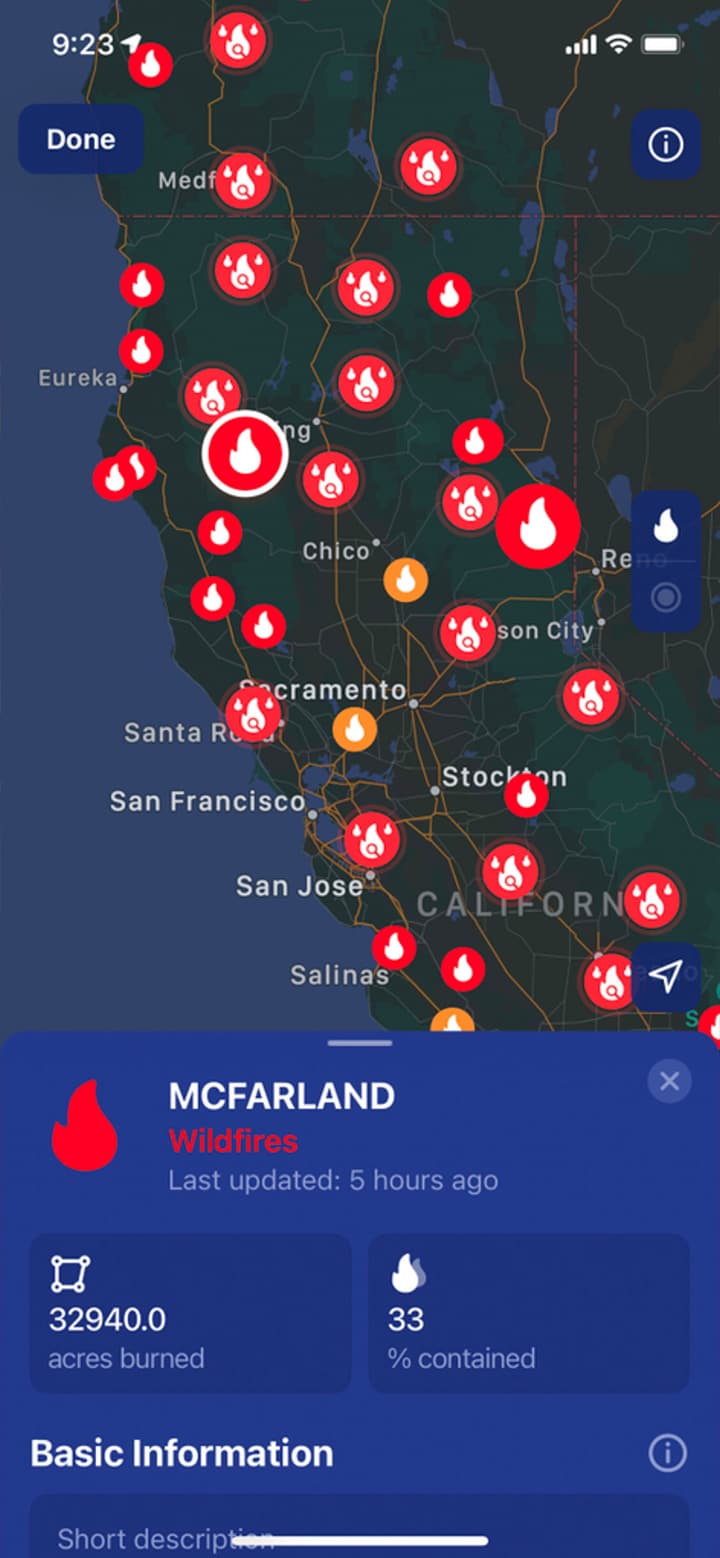 9:23
Done
Medf
Eureka
ng
Chico
Re
son City
Sacramento
Santa R
Stockton
San Francisco
San Jose
CALIFORN
Salinas
S
MCFARLAND
Wildfires
Last updated: 5 hours ago
32940.0
acres burned
33
% contained
Basic Information
Short description